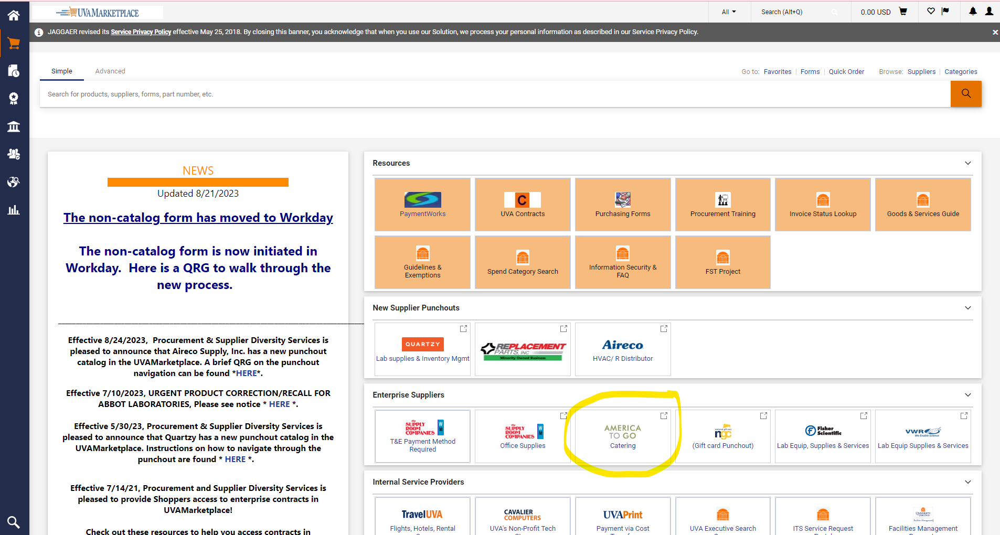 UVAMARKETPLACE
All
Search (Alt+Q)
0.00 USD
JAGGAER revised its Service Privacy Policy effective May 25, 2018. By closing this banner, you acknowledge that when you use our Solution, we process your personal information as described in our Service Privacy Policy.
Simple
Advanced
Go to: Favorites | Forms | Quick Order
Browse: Suppliers | Categories
Search for products, suppliers, forms, part number, etc.
NEWS
Updated 8/21/2023
The non-catalog form has moved to Workday
The non-catalog form is now initiated in
Workday. Here is a QRG to walk through the
new process.
Effective 8/24/2023, Procurement & Supplier Diversity Services is
pleased to announce that Aireco Supply, Inc. has a new punchout
catalog in the UVAMarketplace. A brief QRG on the punchout
navigation can be found *HERE*.
Effective 7/10/2023, URGENT PRODUCT CORRECTION/RECALL FOR
ABBOT LABORATORIES, Please see notice * HERE *.
Effective 5/30/23, Procurement & Supplier Diversity Services is
pleased to announce that Quartzy has a new punchout catalog in the
UVAMarketplace. Instructions on how to navigate through the
punchout are found * HERE *.
Effective 7/14/21, Procurement and Supplier Diversity Services is
pleased to provide Shoppers access to enterprise contracts in
UVAMarketplace!
Check out these resources to help you access contracts in
Resources
PaymentWorks
C
UVA Contracts
Purchasing Forms
Procurement Training
Invoice Status Lookup
Goods & Services Guide
Guidelines &
Exemptions
Spend Category Search
Information Security &
FAQ
FST Project
New Supplier Punchouts
QUARTZY
Lab supplies & Inventory Mgmt
REPLACEMENT
PARTS, INC
Minority Owned Business
Aireco
HVAC/ R Distributor
Enterprise Suppliers
the
SUPPLY
ROOM
COMPANIES
W
M
T&E Payment Method
Required
the
SUPPLY
ROOM
COMPANIES
W
M
Office Supplies
AMERICA
TO GO
Catering
national gift card
ngc
(Gift card Punchout)
Fisher
Scientific
Lab Equip, Supplies & Services
VWR
We Enable Science
Lab Equip Supplies & Services
Internal Service Providers
TravelUVA
Flights, Hotels, Rental
CAVALIER
COMPUTERS
UVA's Non-Profit Tech
UVAPrint
Payment via Cost
UVA Executive Search
ITS Service Request
UNIVERSITY
of VIRGINIA
Facilities Management
Facilities Management